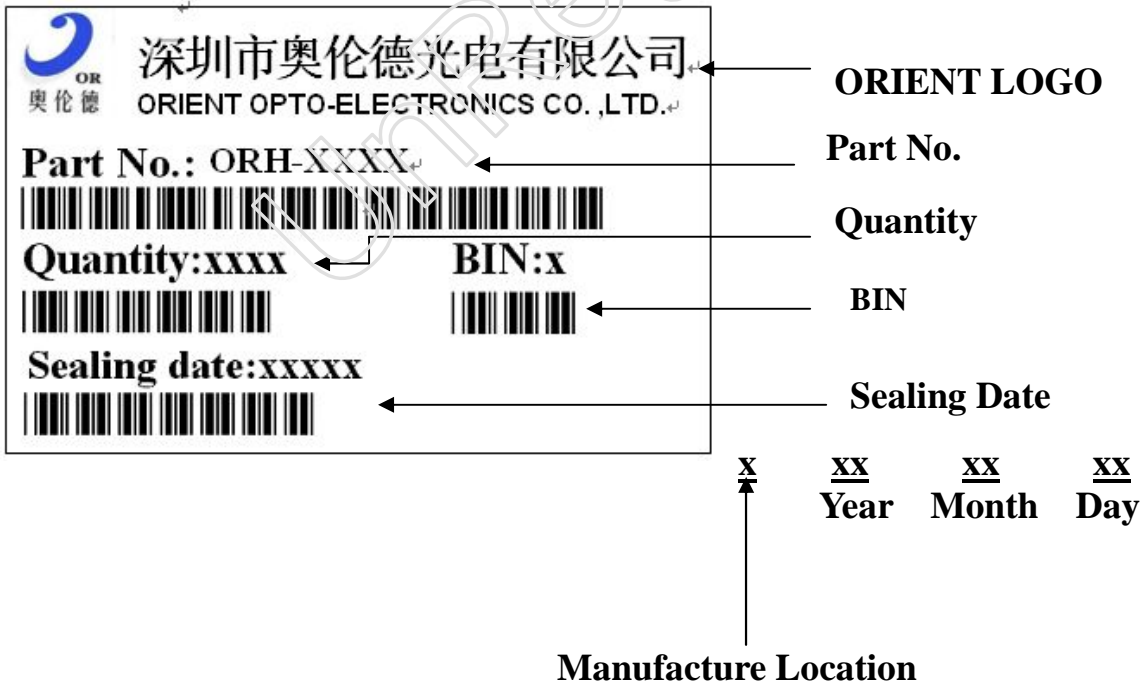 深圳市奥伦德光电有限公司
OR
奥伦德
ORIENT OPTO-ELECTRONICS CO. ,LTD.
ORIENT LOGO
Part No.: ORH-XXXX
Part No.
Quantity
Quantity:xxxx
BIN:x
BIN
Sealing date:xxxxx
Sealing Date
x xx xx xx
Year Month Day
Manufacture Location